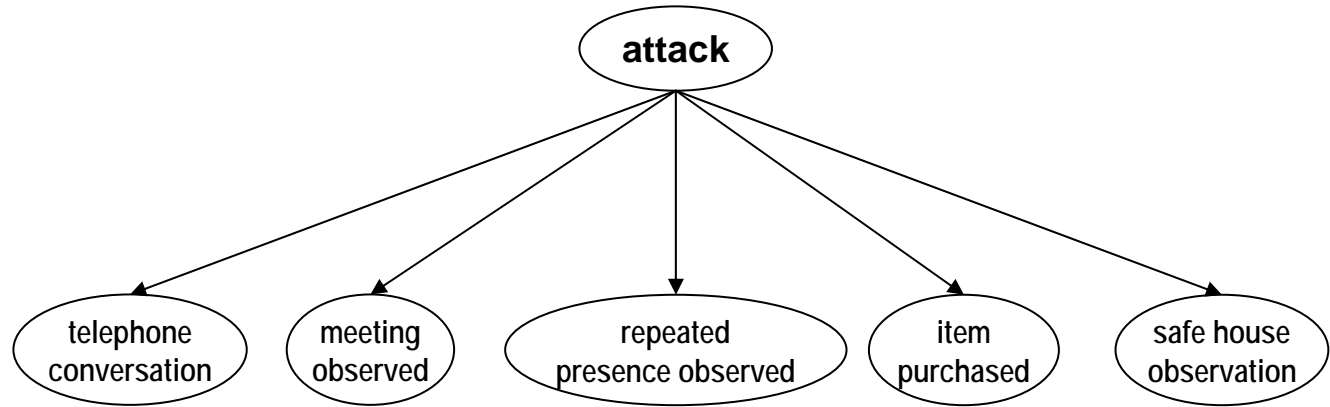 attack
telephone
conversation
meeting
observed
repeated
presence observed
item
purchased
safe house
observation